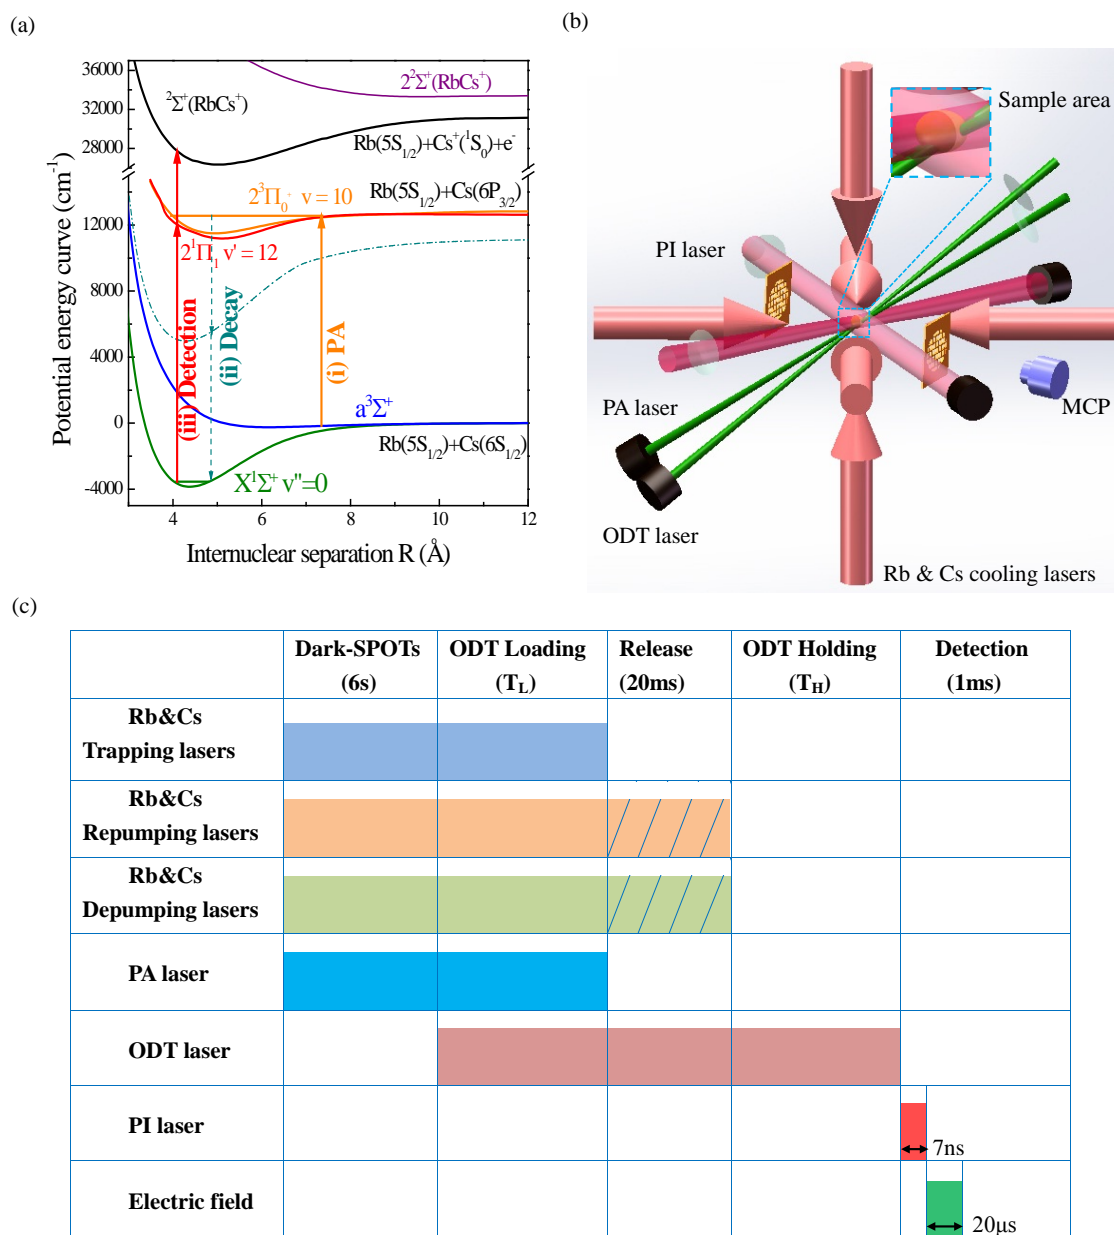 (a)
Potential energy curve (cm⁻¹)
36000
32000
28000
12000
8000
4000
0
-4000
2²Σ⁺(RbCs⁺)
²Σ⁺(RbCs⁺)
Rb(5S₁/₂)+Cs⁺(¹S₀)+e⁻
2³Π₀⁺ v = 10
Rb(5S₁/₂)+Cs(6P₃/₂)
2¹Π₁ v' = 12
(iii) Detection
(ii) Decay
(i) PA
a³Σ⁺
Rb(5S₁/₂)+Cs(6S₁/₂)
X¹Σ⁺ v''=0
4 6 8 10 12
Internuclear separation R (Å)
(b)
Sample area
PI laser
PA laser
MCP
ODT laser
Rb & Cs cooling lasers
(c)
Dark-SPOTs ODT Loading Release ODT Holding Detection
(6s) (T_L) (20ms) (T_H) (1ms)
Rb&Cs
Trapping lasers
Rb&Cs
Repumping lasers
Rb&Cs
Depumping lasers
PA laser
ODT laser
PI laser
7ns
Electric field
20μs